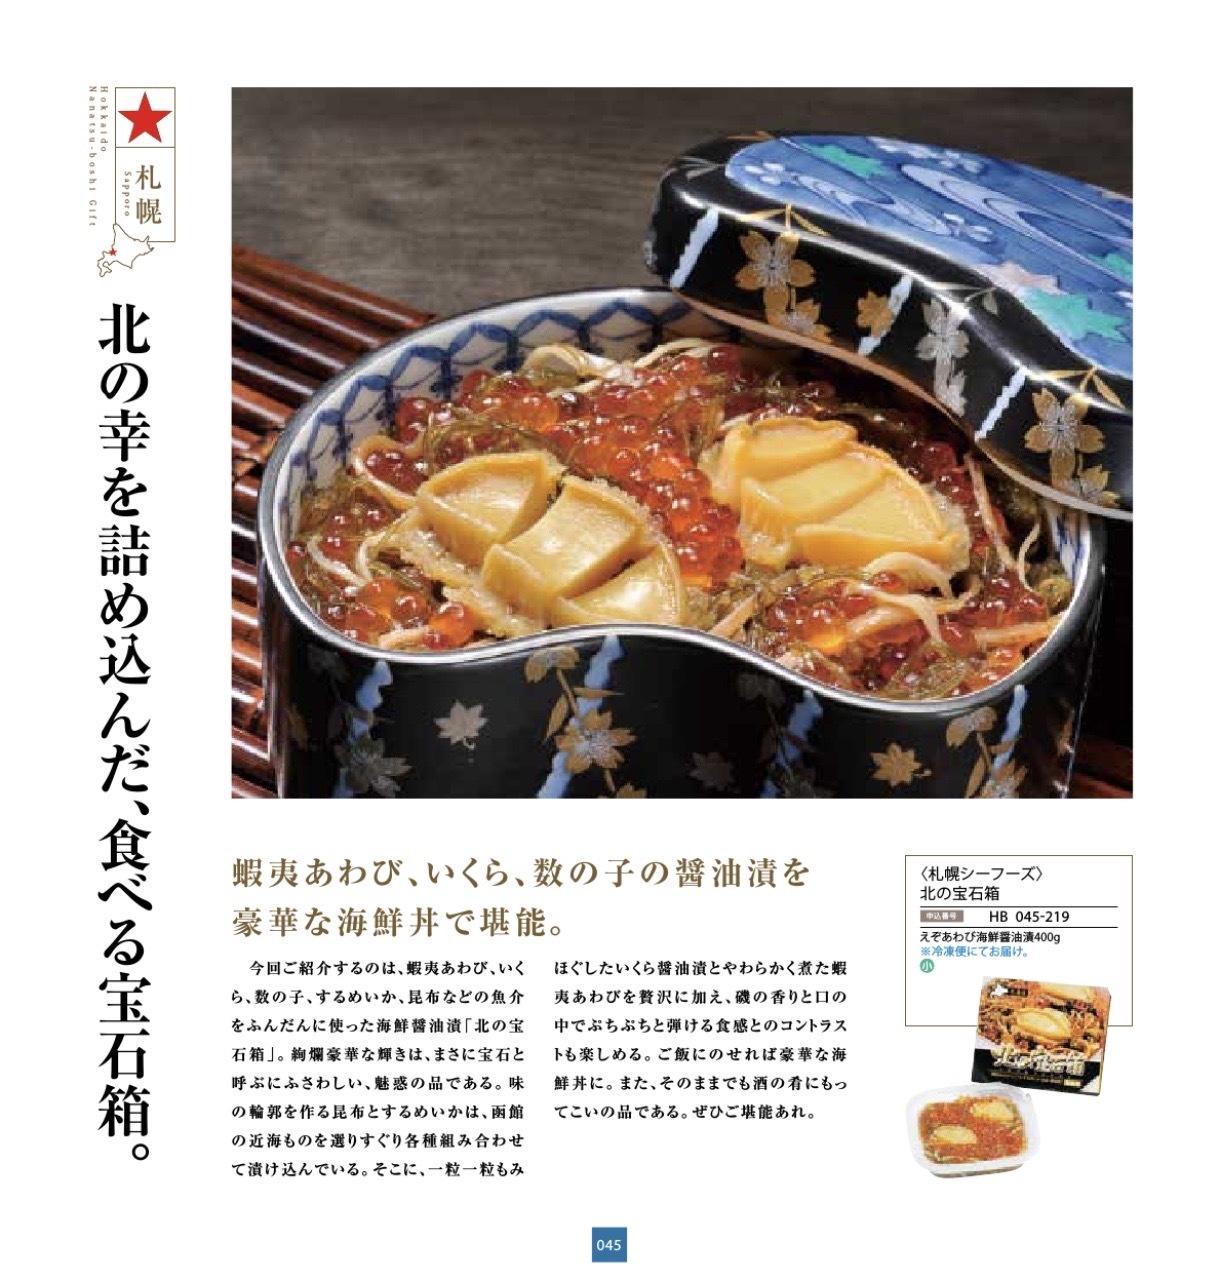 Hokkaido
Nanatsu-boshi Gift
札幌
Sapporo
北の幸を詰め込んだ、食べる宝石箱。
蝦夷あわび、いくら、数の子の醤油漬を
豪華な海鮮丼で堪能。
今回ご紹介するのは、蝦夷あわび、いく
ら、数の子、するめいか、昆布などの魚介
をふんだんに使った海鮮醤油漬「北の宝
石箱」。絢爛豪華な輝きは、まさに宝石と
呼ぶにふさわしい、魅惑の品である。味
の輪郭を作る昆布とするめいかは、函館
の近海ものを選りすぐり各種組み合わせ
て漬け込んでいる。そこに、一粒一粒もみ
ほぐしたいくら醤油漬とやわらかく煮た蝦
夷あわびを贅沢に加え、磯の香りと口の
中でぷちぷちと弾ける食感とのコントラス
トも楽しめる。ご飯にのせれば豪華な海
鮮丼に。また、そのままでも酒の肴にもっ
てこいの品である。ぜひご堪能あれ。
〈札幌シーフーズ〉
北の宝石箱
申込番号 HB 045-219
えぞあわび海鮮醤油漬400g
※冷凍便にてお届け。
小
北の宝石箱
045